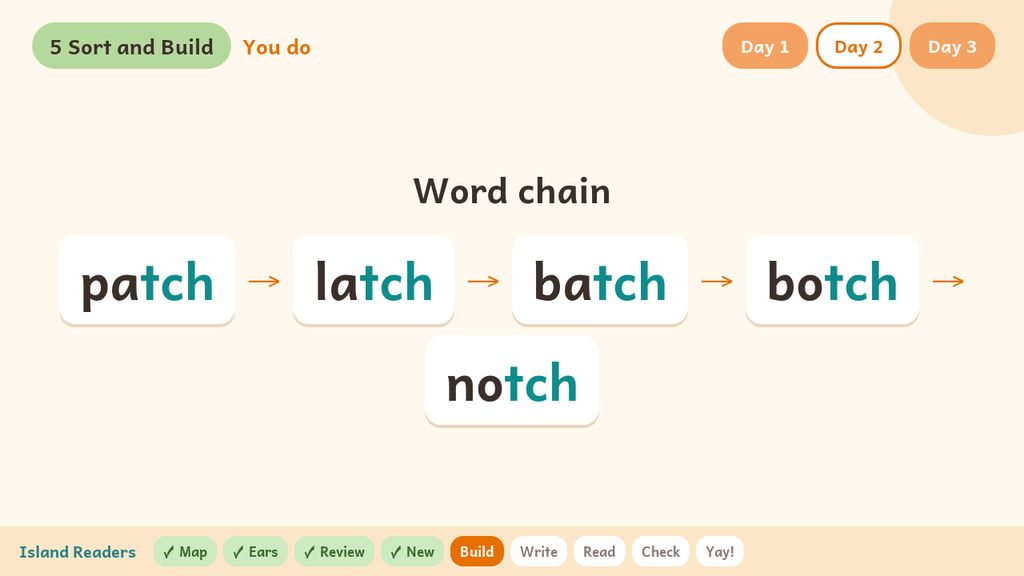 5 Sort and Build You do Day 1 Day 2 Day 3
Word chain
patch → latch → batch → botch →
notch
Island Readers ✓ Map ✓ Ears ✓ Review ✓ New Build Write Read Check Yay!